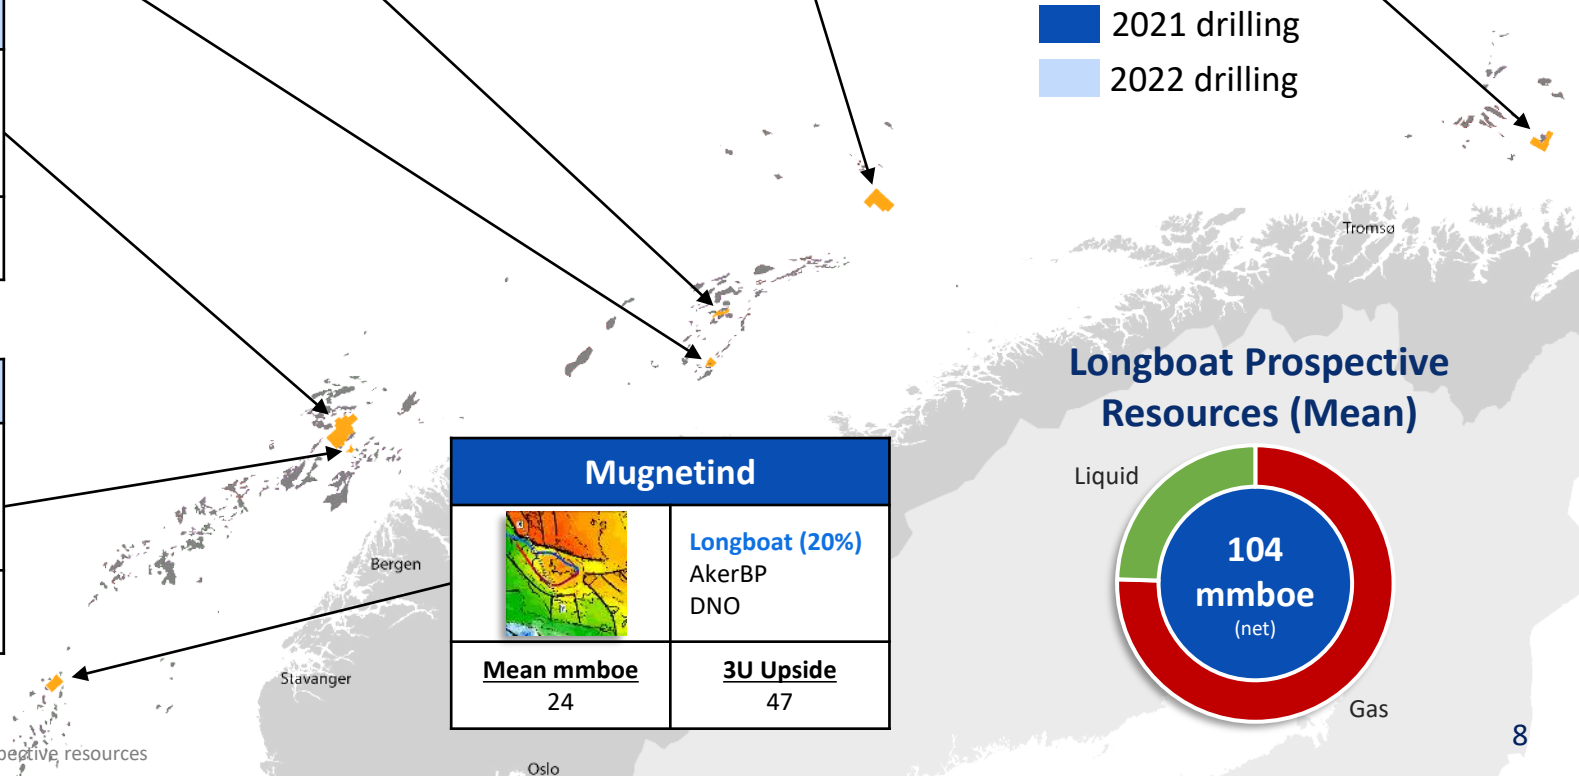 2021 drilling
2022 drilling
Tromsø
Longboat Prospective
Resources (Mean)
Liquid
104
mmboe
(net)
Gas
Mugnetind
Longboat (20%)
AkerBP
DNO
Mean mmboe
3U Upside
24
47
Bergen
Stavanger
Oslo
resources
8